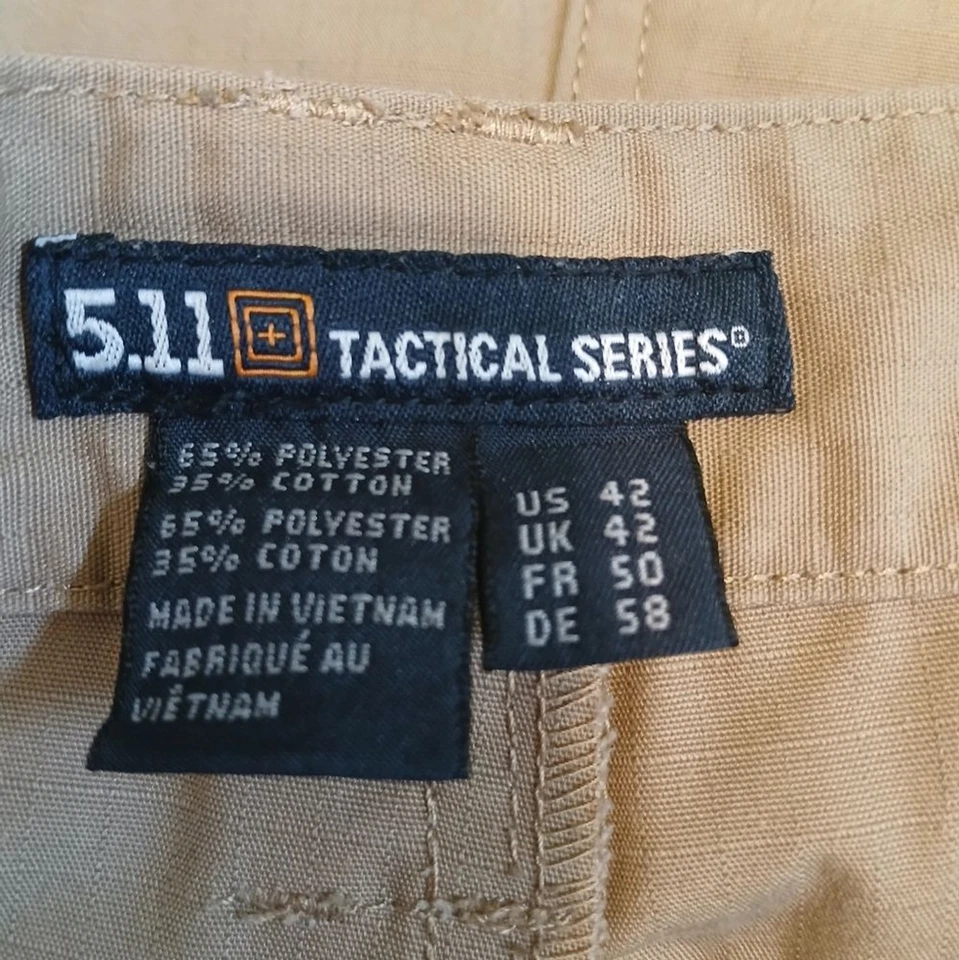 5.11 TACTICAL SERIES®
65% POLYESTER
35% COTTON
65% POLYESTER
35% COTON
MADE IN VIETNAM
FABRIQUÉ AU
VIÊTNAM
US 42
UK 42
FR 50
DE 58